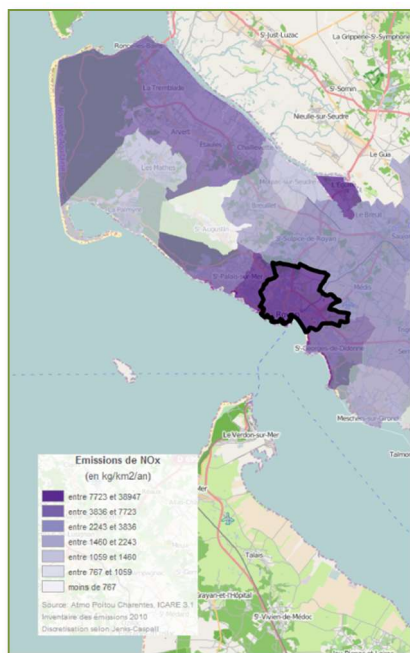 St-Just-Luzac
La Gripperie-St-Symphorien
La Tremblade
St-Sornin
Nieulle-sur-Seudre
Arvert
Étaules
Le Gua
Les Mathes
St-Augustin
St-Sulpice-de-Royan
St-Palais-sur-Mer
Médis
St-Georges-de-Didonne
Meschers-sur-Gironde
Talmont
Le Verdon-sur-Mer
Talais
St-Vivien-de-Médoc
Emissions de NOx
(en kg/km2/an)
entre 7723 et 38947
entre 3836 et 7723
entre 2243 et 3836
entre 1460 et 2243
entre 1059 et 1460
entre 767 et 1059
moins de 767
Source: Atmo Poitou Charentes, ICARE 3.1
Inventaire des émissions 2010
Discrétisation selon Jenks-Caspall